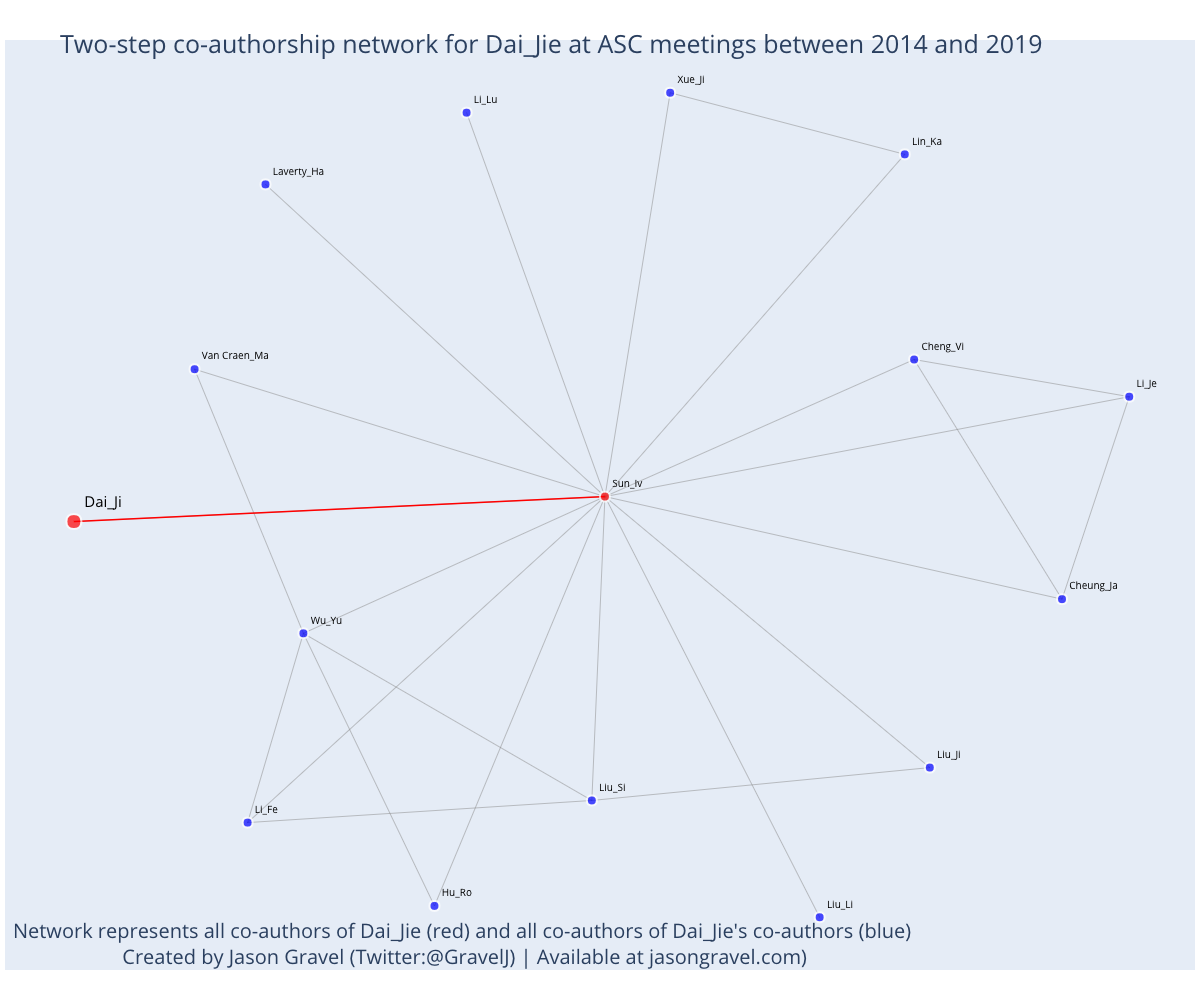 Two-step co-authorship network for Dai_Jie at ASC meetings between 2014 and 2019
Xue_Ji
Li_Lu
Lin_Ka
Laverty_Ha
Cheng_Vi
Van Craen_Ma
Li_Je
Sun_Iv
Dai_Ji
Cheung_Ja
Wu_Yu
Liu_Ji
Liu_Si
Li_Fe
Hu_Ro
Liu_Li
Network represents all co-authors of Dai_Jie (red) and all co-authors of Dai_Jie's co-authors (blue)
Created by Jason Gravel (Twitter:@GravelJ) | Available at jasongravel.com)